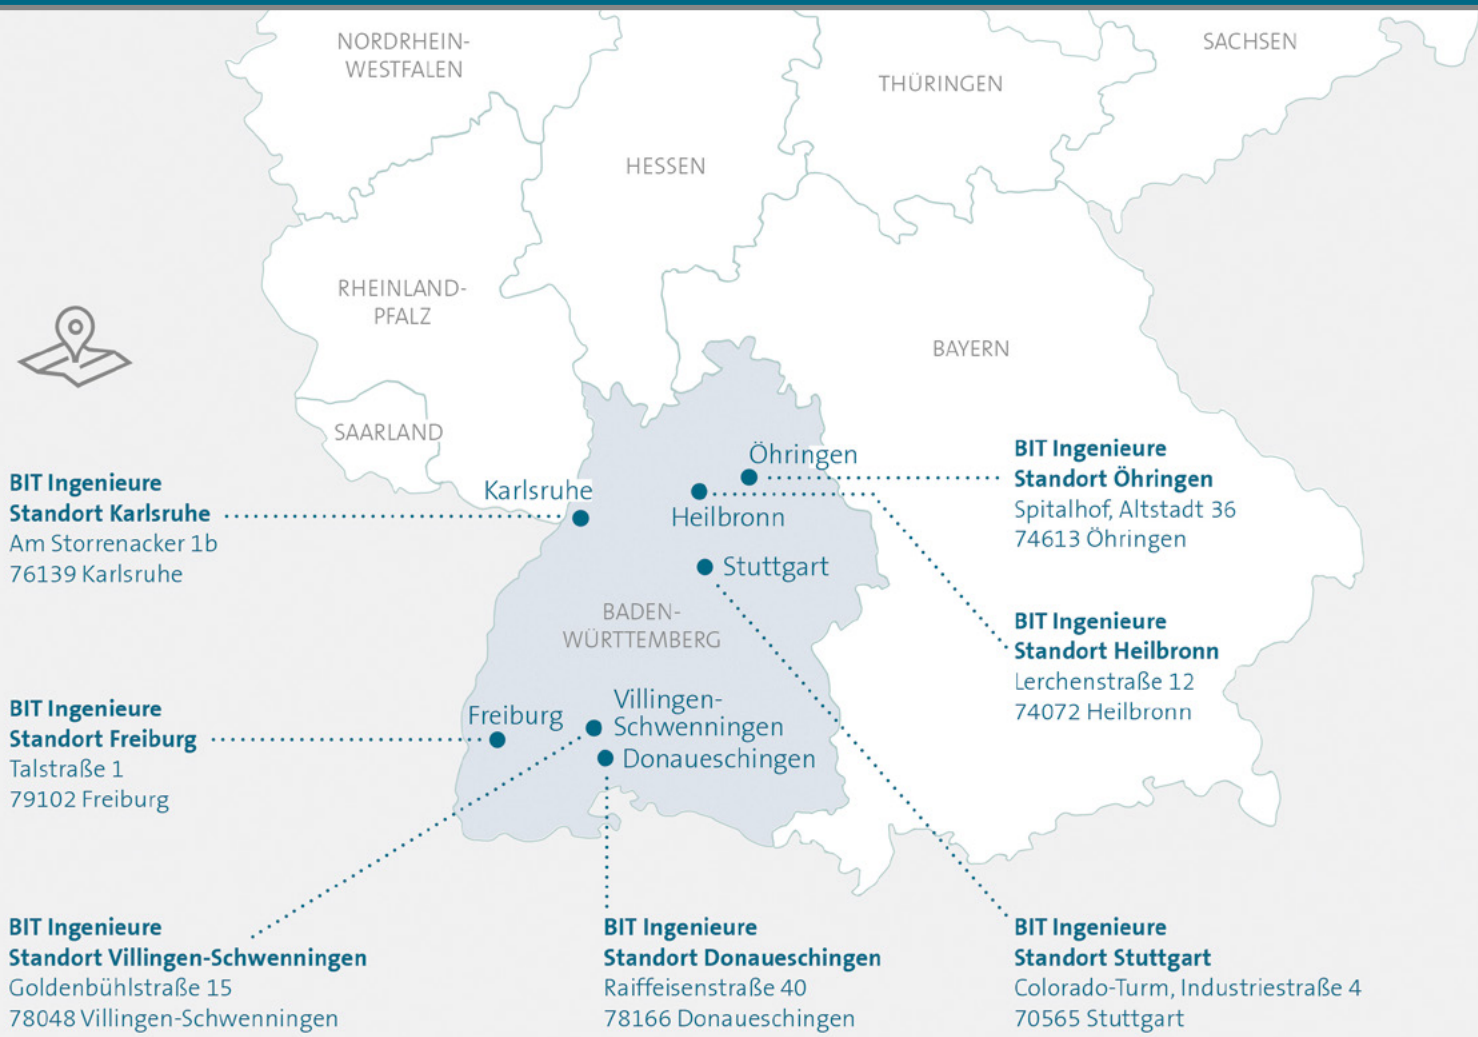 NORDRHEIN-
WESTFALEN
SACHSEN
THÜRINGEN
HESSEN
RHEINLAND-
PFALZ
BAYERN
SAARLAND
BADEN-
WÜRTTEMBERG
Öhringen
Karlsruhe
Heilbronn
Stuttgart
Villingen-
Schwenningen
Freiburg
Donaueschingen
BIT Ingenieure
Standort Karlsruhe
Am Storrenacker 1b
76139 Karlsruhe
BIT Ingenieure
Standort Freiburg
Talstraße 1
79102 Freiburg
BIT Ingenieure
Standort Villingen-Schwenningen
Goldenbühlstraße 15
78048 Villingen-Schwenningen
BIT Ingenieure
Standort Donaueschingen
Raiffeisenstraße 40
78166 Donaueschingen
BIT Ingenieure
Standort Öhringen
Spitalhof, Altstadt 36
74613 Öhringen
BIT Ingenieure
Standort Heilbronn
Lerchenstraße 12
74072 Heilbronn
BIT Ingenieure
Standort Stuttgart
Colorado-Turm, Industriestraße 4
70565 Stuttgart